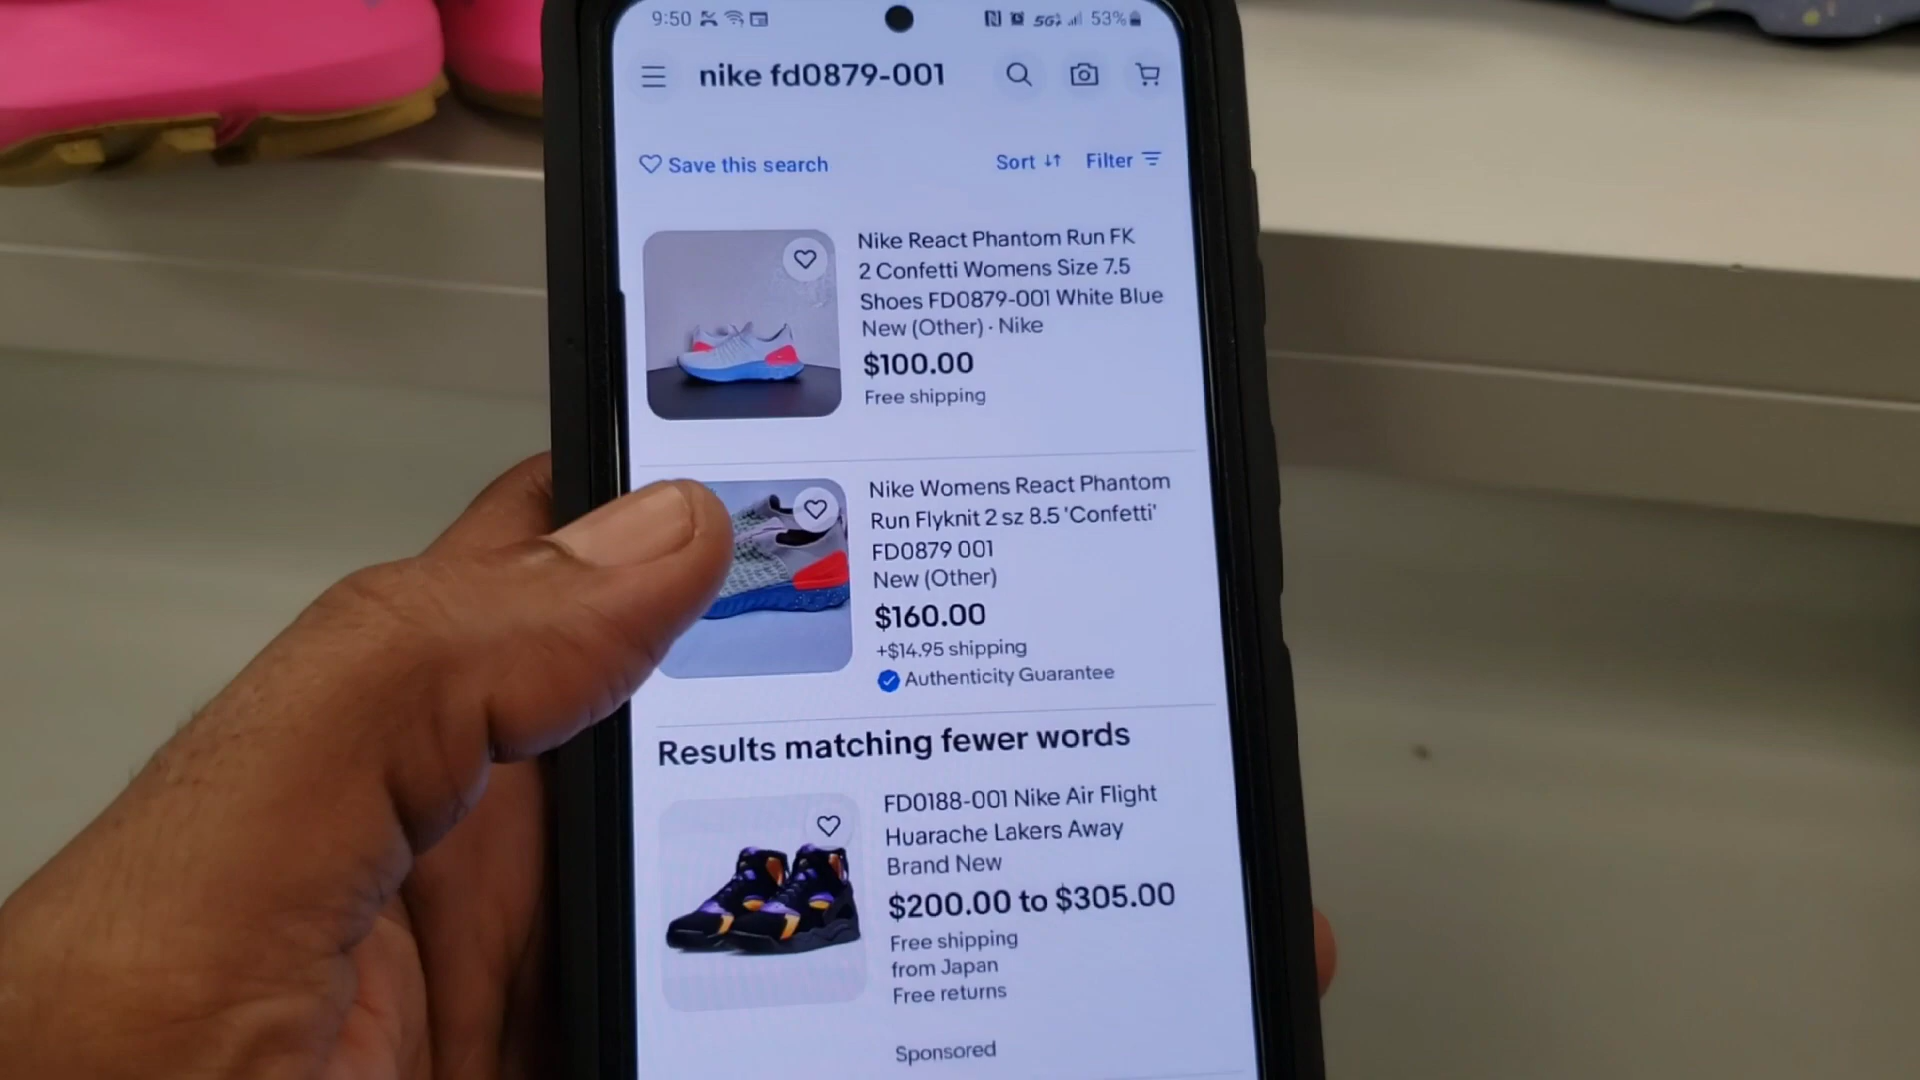 9:50 5G 53%
nike fd0879-001
Save this search Sort Filter
Nike React Phantom Run FK
2 Confetti Womens Size 7.5
Shoes FD0879-001 White Blue
New (Other) · Nike
$100.00
Free shipping
Nike Womens React Phantom
Run Flyknit 2 sz 8.5 'Confetti'
FD0879 001
New (Other)
$160.00
+$14.95 shipping
Authenticity Guarantee
Results matching fewer words
FD0188-001 Nike Air Flight
Huarache Lakers Away
Brand New
$200.00 to $305.00
Free shipping
from Japan
Free returns
Sponsored